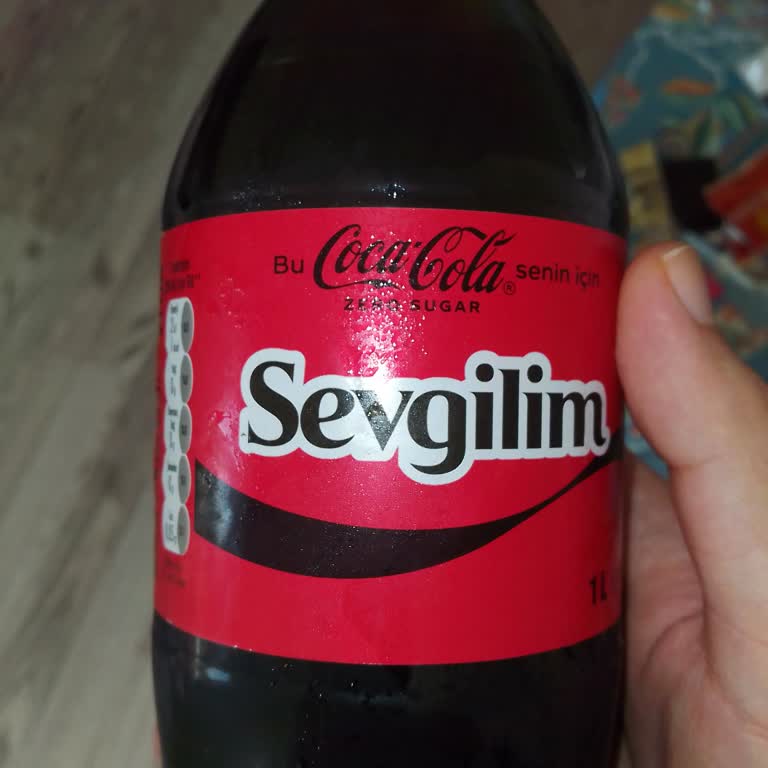 Bu Coca-Cola® senin için
ZERO SUGAR
Sevgilim
1L